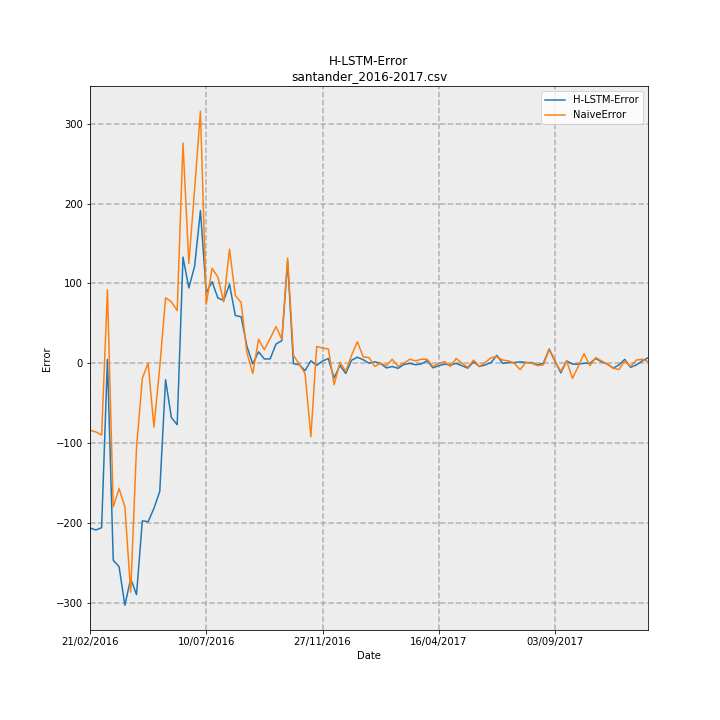 H-LSTM-Error
santander_2016-2017.csv
H-LSTM-Error
NaiveError
300
200
100
0
−100
−200
−300
Error
21/02/2016 10/07/2016 27/11/2016 16/04/2017 03/09/2017
Date